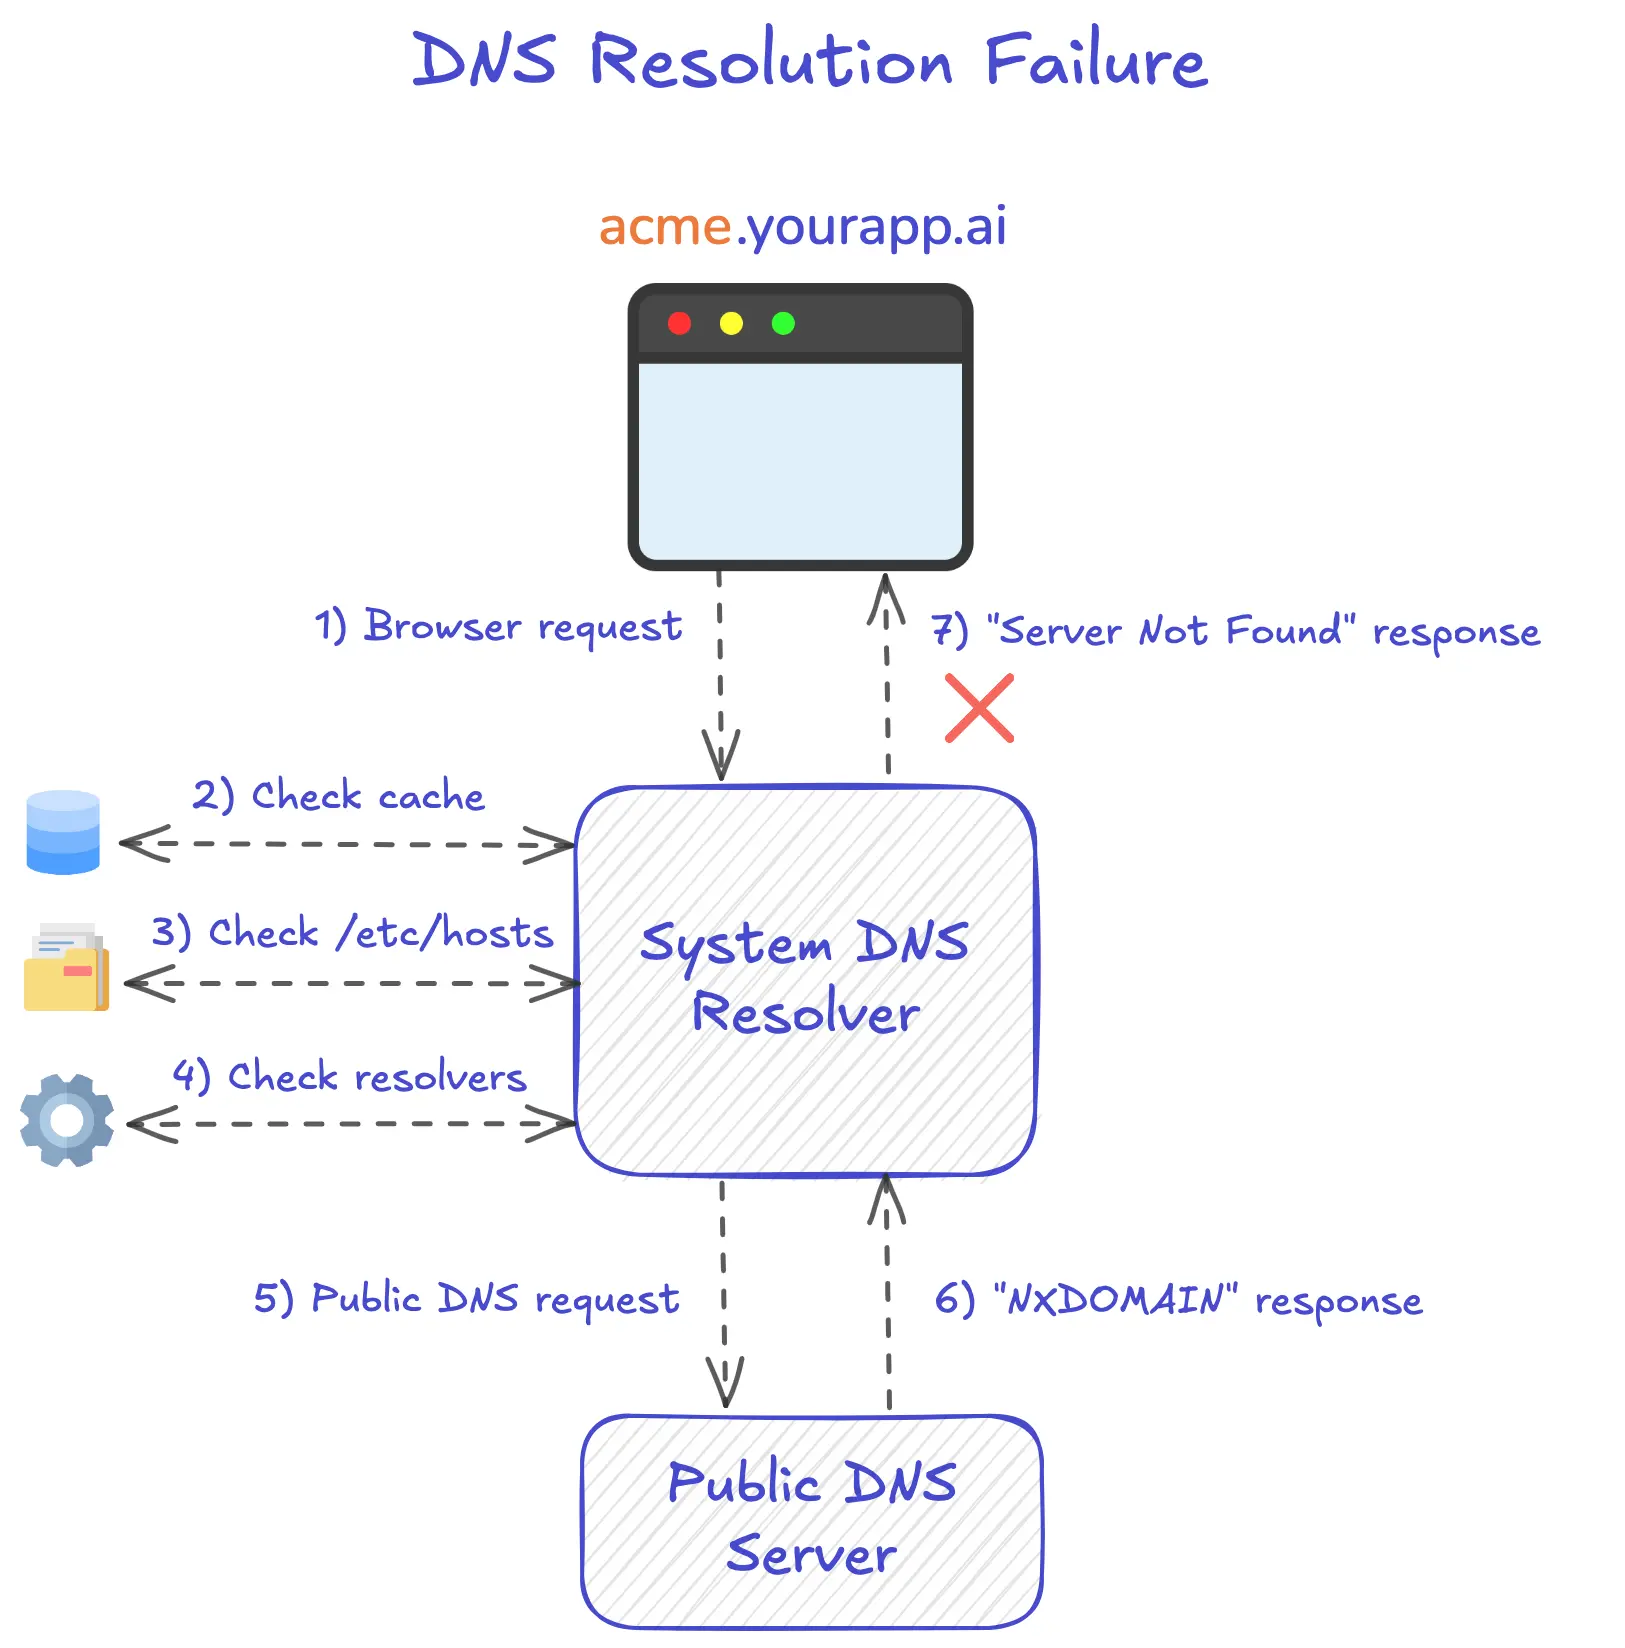 DNS Resolution Failure
acme.yourapp.ai
1) Browser request
7) "Server Not Found" response
2) Check cache
3) Check /etc/hosts
4) Check resolvers
System DNS
Resolver
5) Public DNS request
6) "NXDOMAIN" response
Public DNS
Server